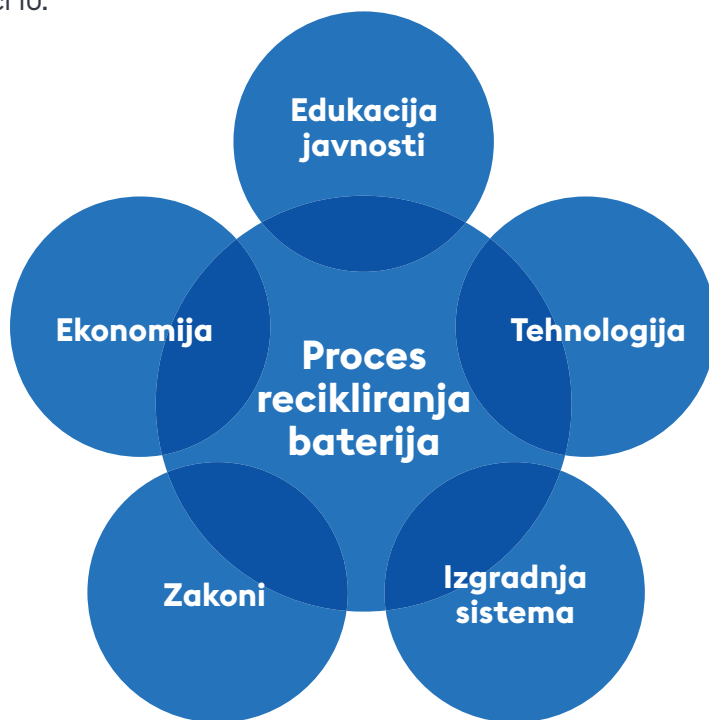 Edukacija
javnosti
Ekonomija
Tehnologija
Proces
recikliranja
baterija
Zakoni
Izgradnja
sistema